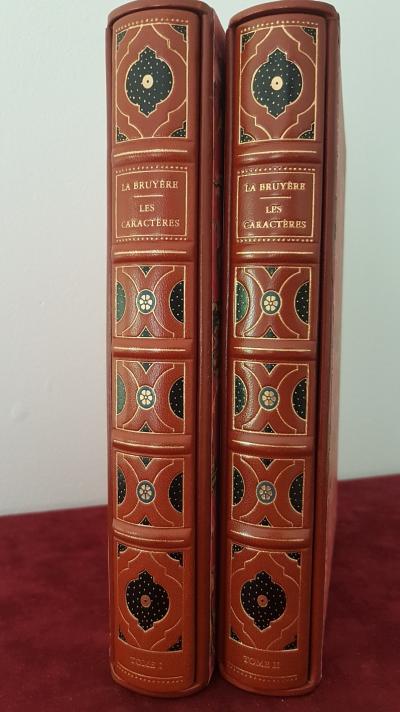 LA BRUYÈRE
LES
CARACTÈRES
TOME I
LA BRUYÈRE
LES
CARACTÈRES
TOME II